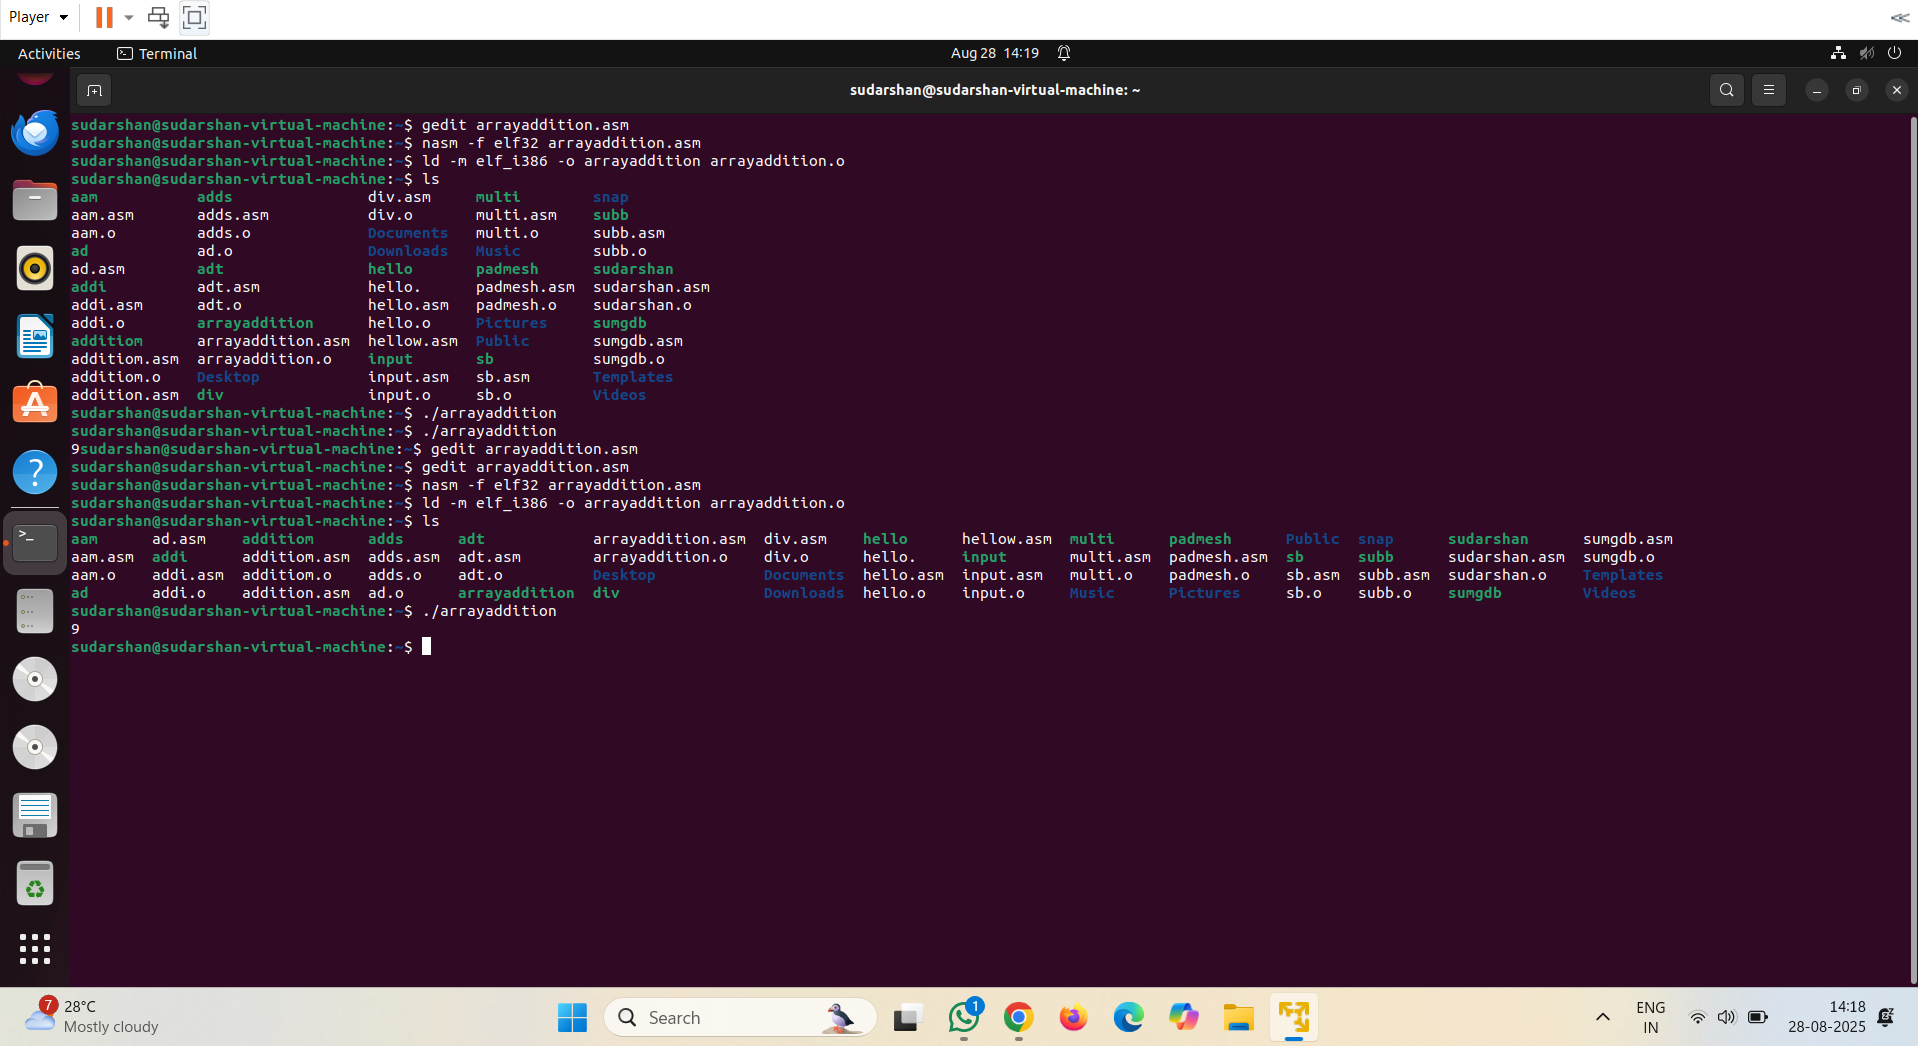 Player
Activities Terminal Aug 28 14:19
sudarshan@sudarshan-virtual-machine: ~
sudarshan@sudarshan-virtual-machine:~$ gedit arrayaddition.asm
sudarshan@sudarshan-virtual-machine:~$ nasm -f elf32 arrayaddition.asm
sudarshan@sudarshan-virtual-machine:~$ ld -m elf_i386 -o arrayaddition arrayaddition.o
sudarshan@sudarshan-virtual-machine:~$ ls
aam adds div.asm multi snap
aam.asm adds.asm div.o multi.asm subb
aam.o adds.o Documents multi.o subb.asm
ad ad.o Downloads Music subb.o
ad.asm adt hello padmesh sudarshan
addi adt.asm hello. padmesh.asm sudarshan.asm
addi.asm adt.o hello.asm padmesh.o sudarshan.o
addi.o arrayaddition hello.o Pictures sumgdb
additiom arrayaddition.asm hellow.asm Public sumgdb.asm
additiom.asm arrayaddition.o input sb sumgdb.o
additiom.o Desktop input.asm sb.asm Templates
addition.asm div input.o sb.o Videos
sudarshan@sudarshan-virtual-machine:~$ ./arrayaddition
sudarshan@sudarshan-virtual-machine:~$ ./arrayaddition
9sudarshan@sudarshan-virtual-machine:~$ gedit arrayaddition.asm
sudarshan@sudarshan-virtual-machine:~$ gedit arrayaddition.asm
sudarshan@sudarshan-virtual-machine:~$ nasm -f elf32 arrayaddition.asm
sudarshan@sudarshan-virtual-machine:~$ ld -m elf_i386 -o arrayaddition arrayaddition.o
sudarshan@sudarshan-virtual-machine:~$ ls
aam ad.asm additiom adds adt arrayaddition.asm div.asm hello hellow.asm multi padmesh Public snap sudarshan sumgdb.asm
aam.asm addi additiom.asm adds.asm adt.asm arrayaddition.o div.o hello. input multi.asm padmesh.asm sb subb sudarshan.asm sumgdb.o
aam.o addi.asm additiom.o adds.o adt.o Desktop Documents hello.asm input.asm multi.o padmesh.o sb.asm subb.asm sudarshan.o Templates
ad addi.o addition.asm ad.o arrayaddition div Downloads hello.o input.o Music Pictures sb.o subb.o sumgdb Videos
sudarshan@sudarshan-virtual-machine:~$ ./arrayaddition
9
sudarshan@sudarshan-virtual-machine:~$
7 28°C
Mostly cloudy
Search
1
ENG
IN
14:18
28-08-2025